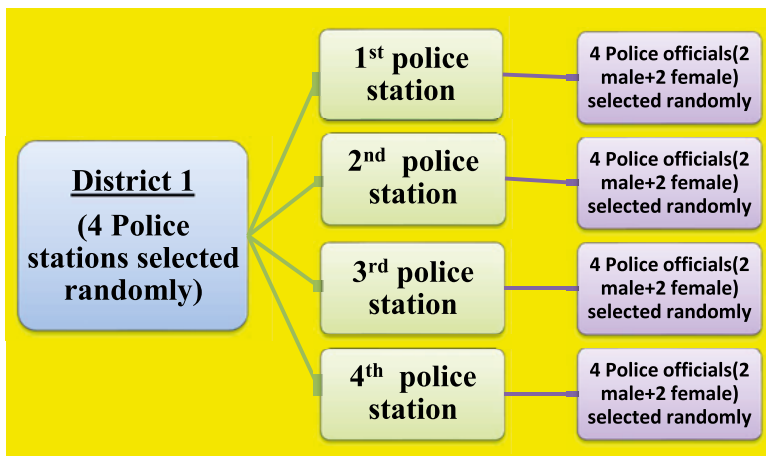 District 1
(4 Police
stations selected
randomly)
1st police
station
4 Police officials(2
male+2 female)
selected randomly
2nd police
station
4 Police officials(2
male+2 female)
selected randomly
3rd police
station
4 Police officials(2
male+2 female)
selected randomly
4th police
station
4 Police officials(2
male+2 female)
selected randomly